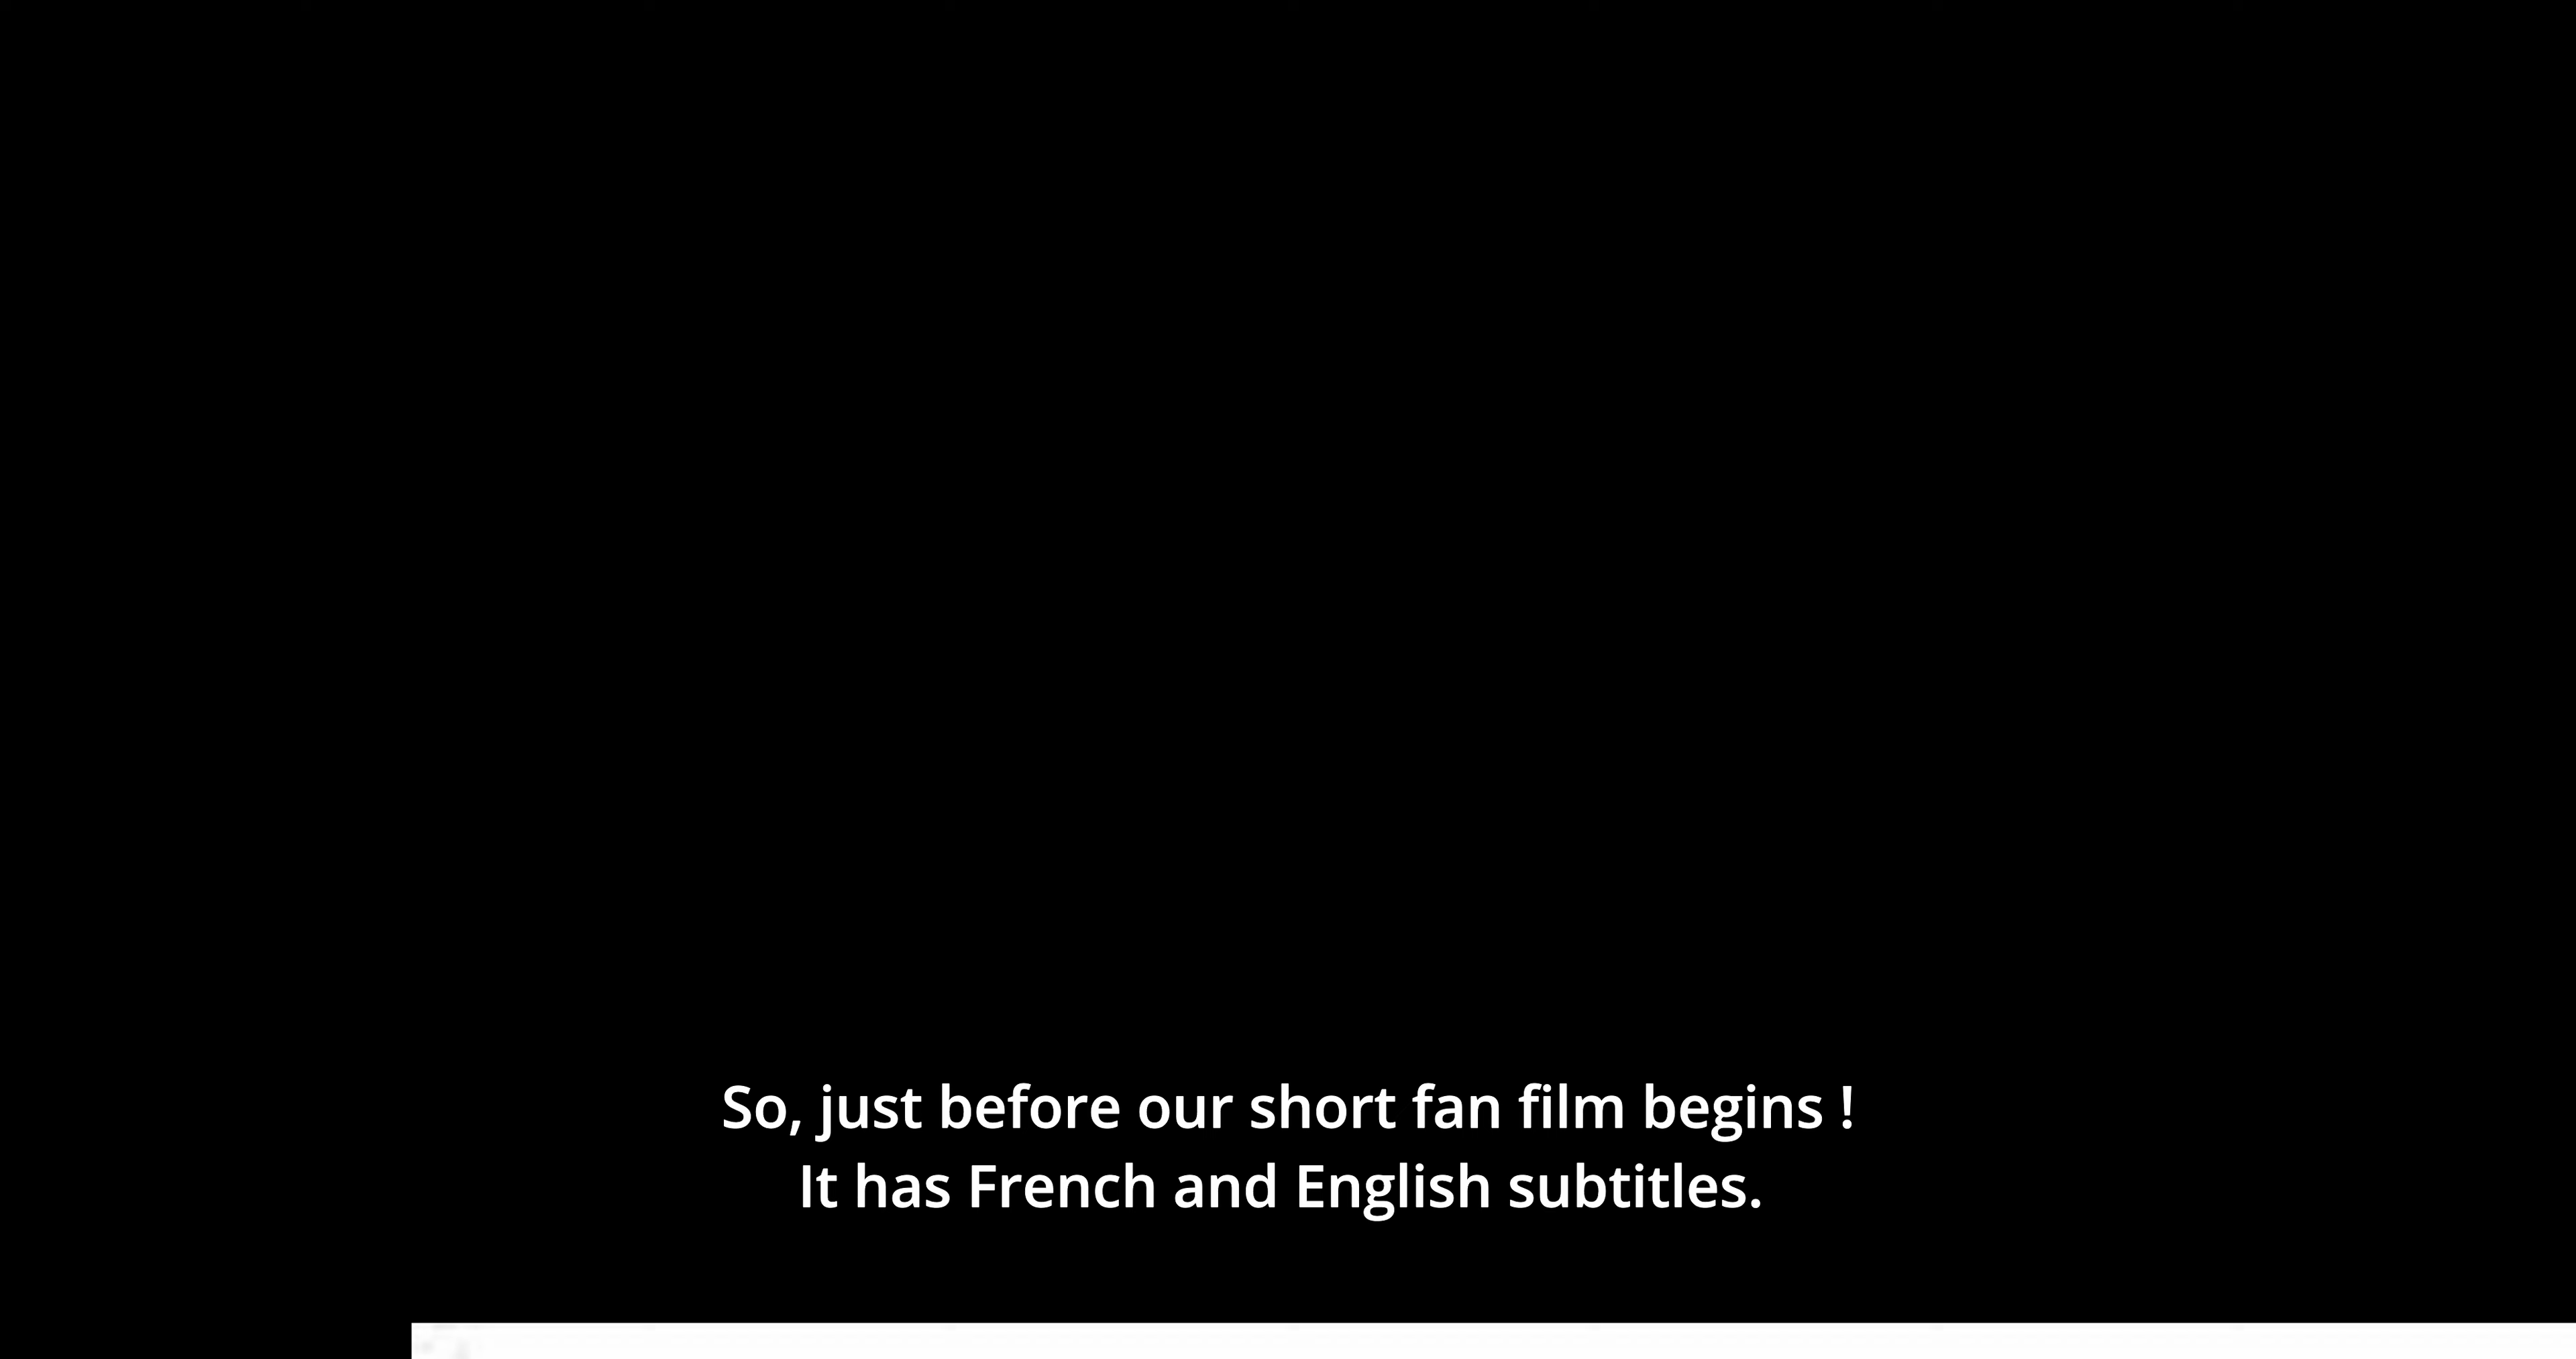 So, just before our short fan film begins !
It has French and English subtitles.